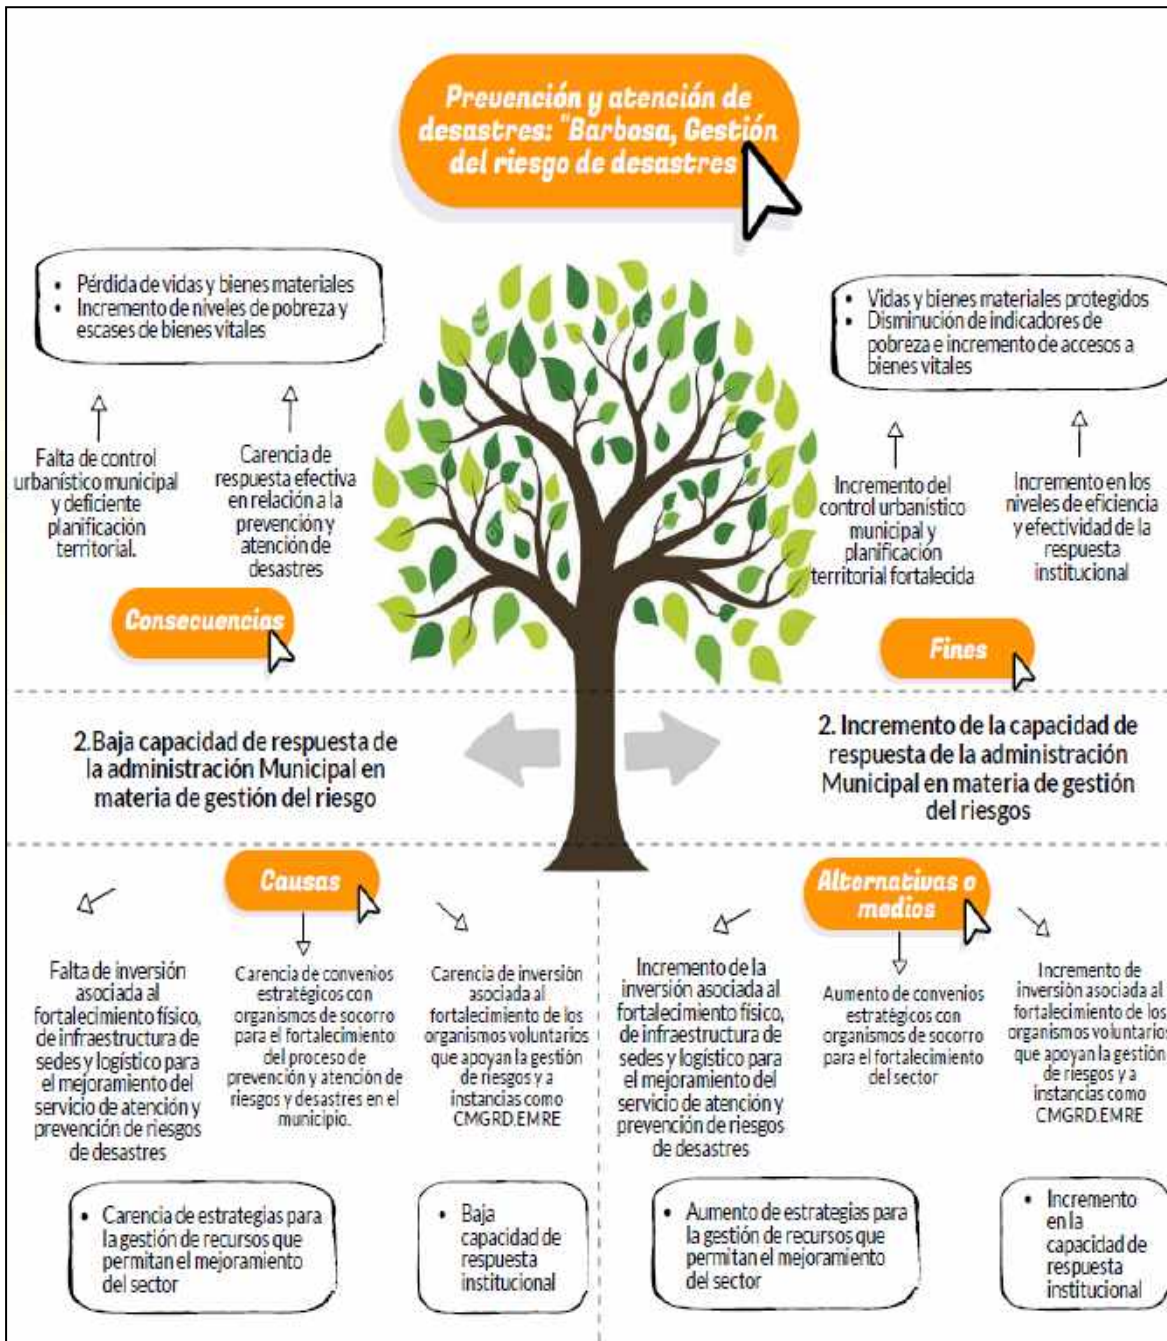 Prevención y atención de
desastres: "Barbosa, Gestión
del riesgo de desastres
• Pérdida de vidas y bienes materiales
• Incremento de niveles de pobreza y
escases de bienes vitales
Falta de control
urbanístico municipal
y deficiente
planificación
territorial.
Carencia de
respuesta efectiva
en relación a la
prevención y
atención de
desastres
Consecuencias
• Vidas y bienes materiales protegidos
• Disminución de indicadores de
pobreza e incremento de accesos a
bienes vitales
Incremento del
control urbanístico
municipal y
planificación
territorial fortalecida
Incremento en los
niveles de eficiencia
y efectividad de la
respuesta
institucional
Fines
2.Baja capacidad de respuesta de
la administración Municipal en
materia de gestión del riesgo
2. Incremento de la capacidad de
respuesta de la administración
Municipal en materia de gestión
del riesgos
Causas
Falta de inversión
asociada al
fortalecimiento físico,
de infraestructura de
sedes y logístico para
el mejoramiento del
servicio de atención y
prevención de riesgos
de desastres
Carencia de convenios
estratégicos con
organismos de socorro
para el fortalecimiento
del proceso de
prevención y atención de
riesgos y desastres en el
municipio.
Carencia de inversión
asociada al
fortalecimiento de los
organismos voluntarios
que apoyan la gestión
de riesgos y a
instancias como
CMGRD.EMRE
• Carencia de estrategias para
la gestión de recursos que
permitan el mejoramiento
del sector
• Baja
capacidad de
respuesta
institucional
Alternativas o
medios
Incremento de la
inversión asociada al
fortalecimiento físico,
de infraestructura de
sedes y logístico para
el mejoramiento del
servicio de atención y
prevención de riesgos
de desastres
Aumento de convenios
estratégicos con
organismos de socorro
para el fortalecimiento
del sector
Incremento de
inversión asociada al
fortalecimiento de los
organismos voluntarios
que apoyan la gestión
de riesgos y a
instancias como
CMGRD.EMRE
• Aumento de estrategias para
la gestión de recursos que
permitan el mejoramiento
del sector
• Incremento
en la
capacidad de
respuesta
institucional